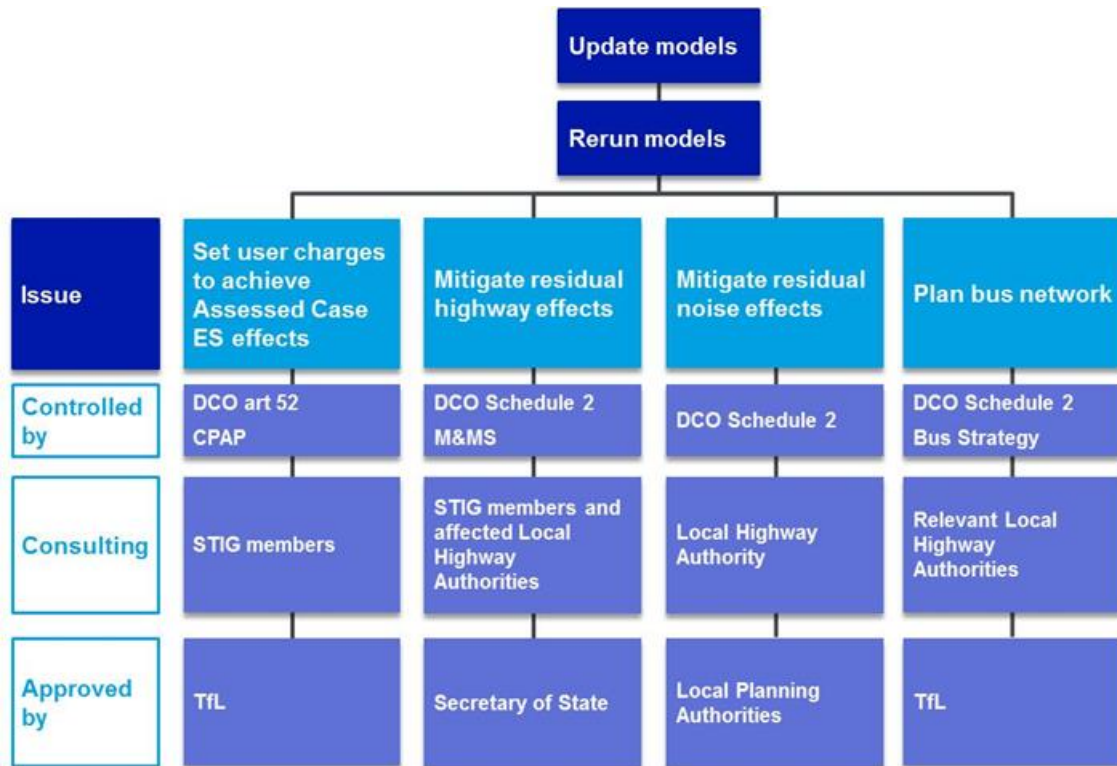 Update models
Rerun models
Issue
Set user charges
to achieve
Assessed Case
ES effects
Mitigate residual
highway effects
Mitigate residual
noise effects
Plan bus network
Controlled
by
DCO art 52
CPAP
DCO Schedule 2
M&MS
DCO Schedule 2
DCO Schedule 2
Bus Strategy
Consulting
STIG members
STIG members and
affected Local
Highway
Authorities
Local Highway
Authority
Relevant Local
Highway
Authorities
Approved
by
TfL
Secretary of State
Local Planning
Authorities
TfL